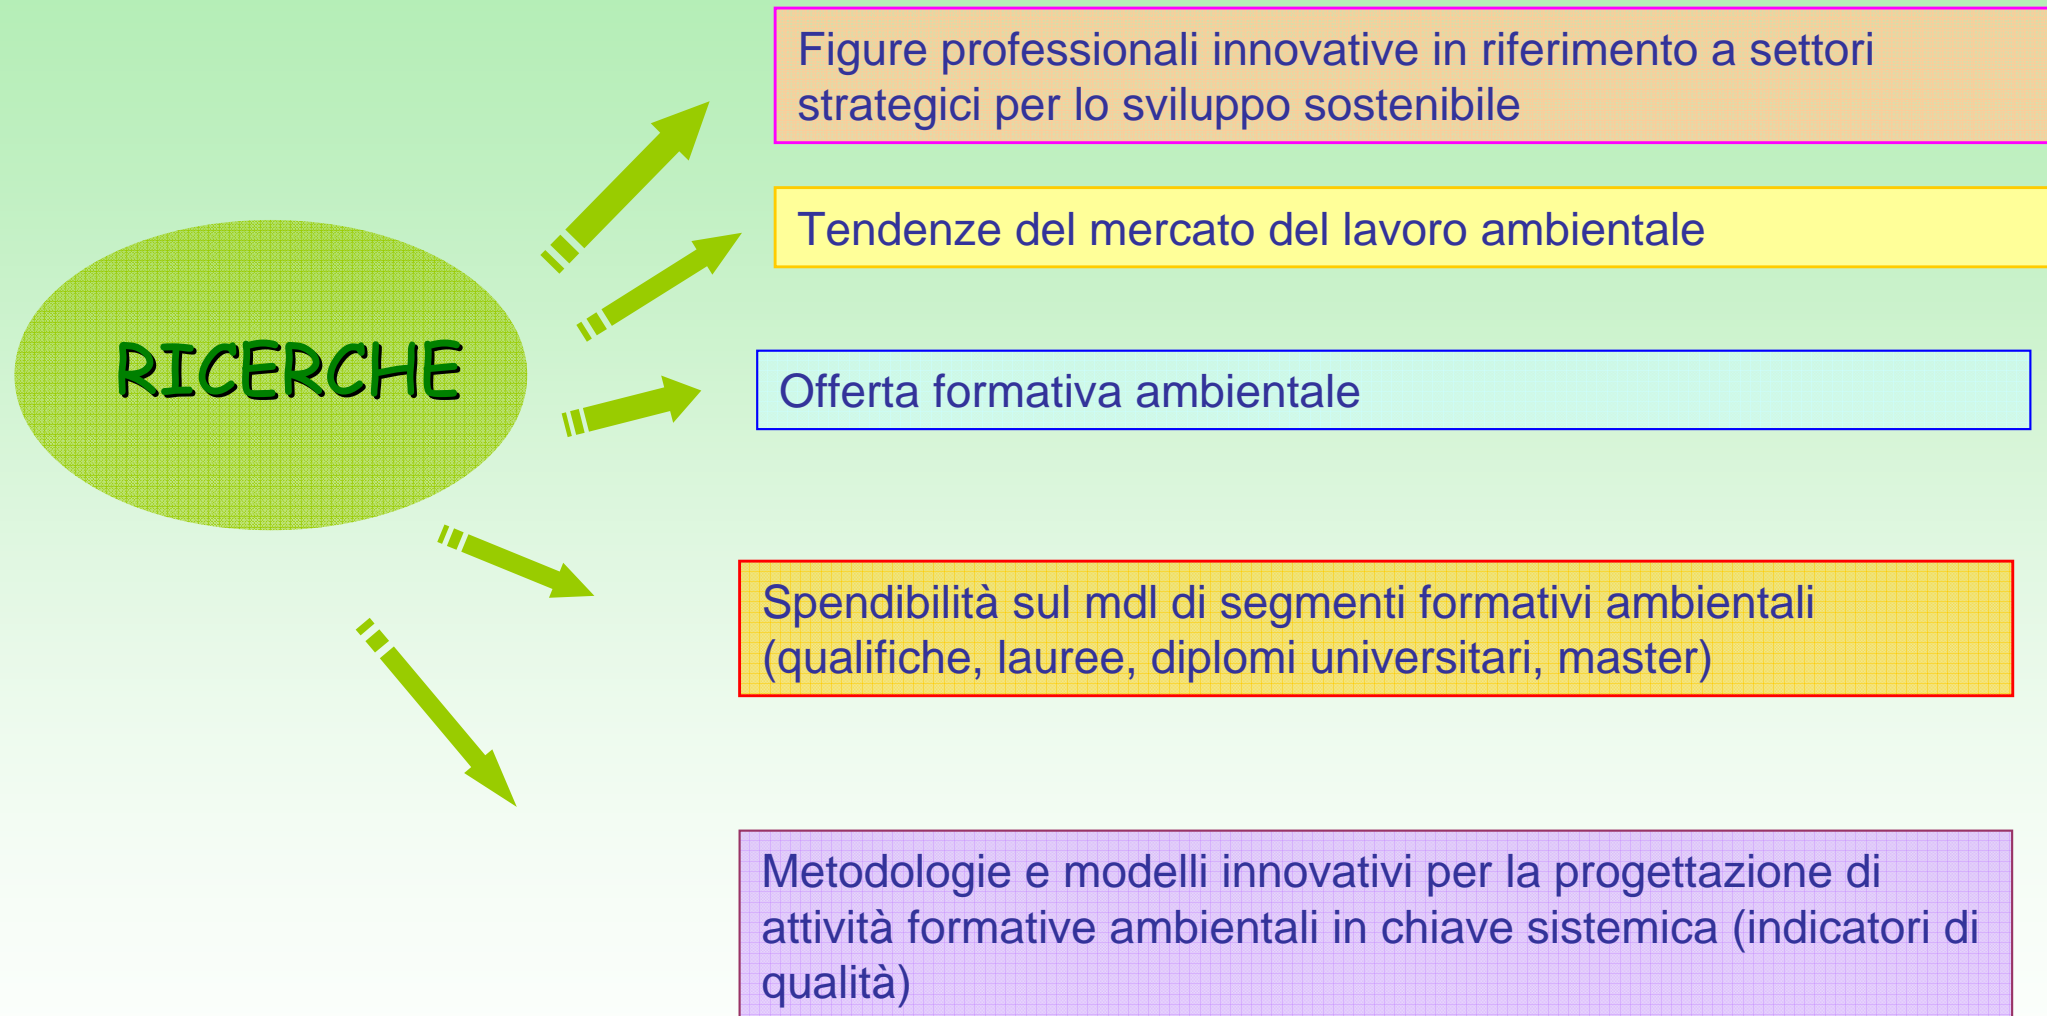 RICERCHE
Figure professionali innovative in riferimento a settori
strategici per lo sviluppo sostenibile
Tendenze del mercato del lavoro ambientale
Offerta formativa ambientale
Spendibilità sul mdl di segmenti formativi ambientali
(qualifiche, lauree, diplomi universitari, master)
Metodologie e modelli innovativi per la progettazione di
attività formative ambientali in chiave sistemica (indicatori di
qualità)